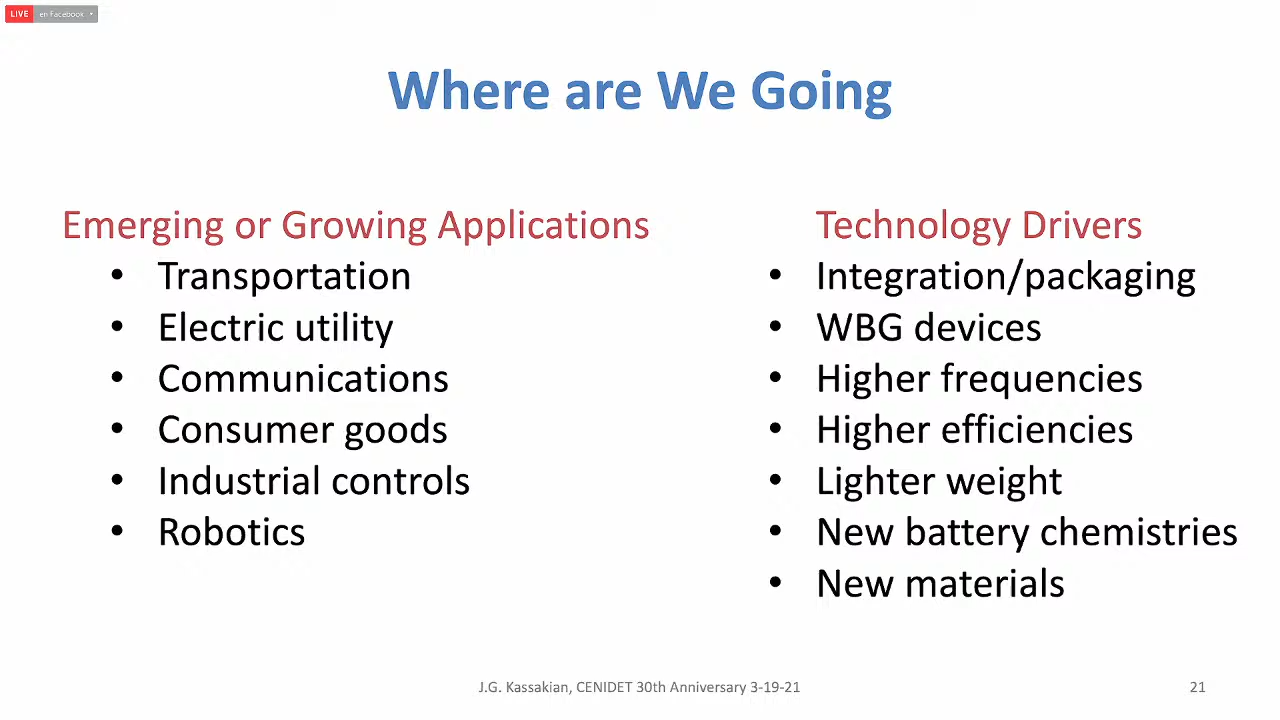 LIVE en Facebook
Where are We Going
Emerging or Growing Applications
• Transportation
• Electric utility
• Communications
• Consumer goods
• Industrial controls
• Robotics
Technology Drivers
• Integration/packaging
• WBG devices
• Higher frequencies
• Higher efficiencies
• Lighter weight
• New battery chemistries
• New materials
J.G. Kassakian, CENIDET 30th Anniversary 3-19-21
21